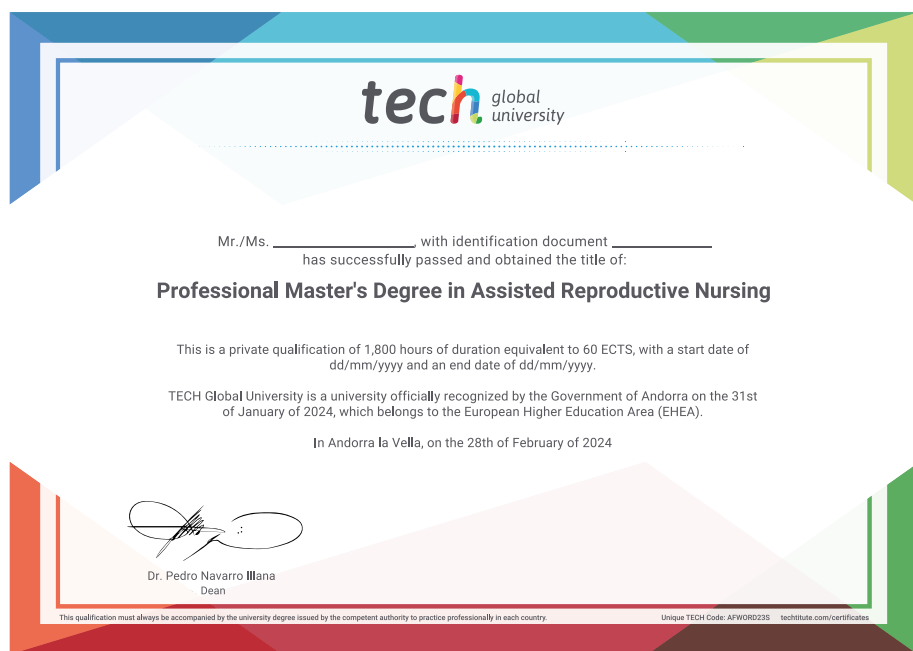 tech global
university
Mr./Ms. ____________________, with identification document ______________
has successfully passed and obtained the title of:
Professional Master's Degree in Assisted Reproductive Nursing
This is a private qualification of 1,800 hours of duration equivalent to 60 ECTS, with a start date of
dd/mm/yyyy and an end date of dd/mm/yyyy.
TECH Global University is a university officially recognized by the Government of Andorra on the 31st
of January of 2024, which belongs to the European Higher Education Area (EHEA).
In Andorra la Vella, on the 28th of February of 2024
Dr. Pedro Navarro Illana
Dean
This qualification must always be accompanied by the university degree issued by the competent authority to practice professionally in each country.
Unique TECH Code: AFWORD23S techtitute.com/certificates